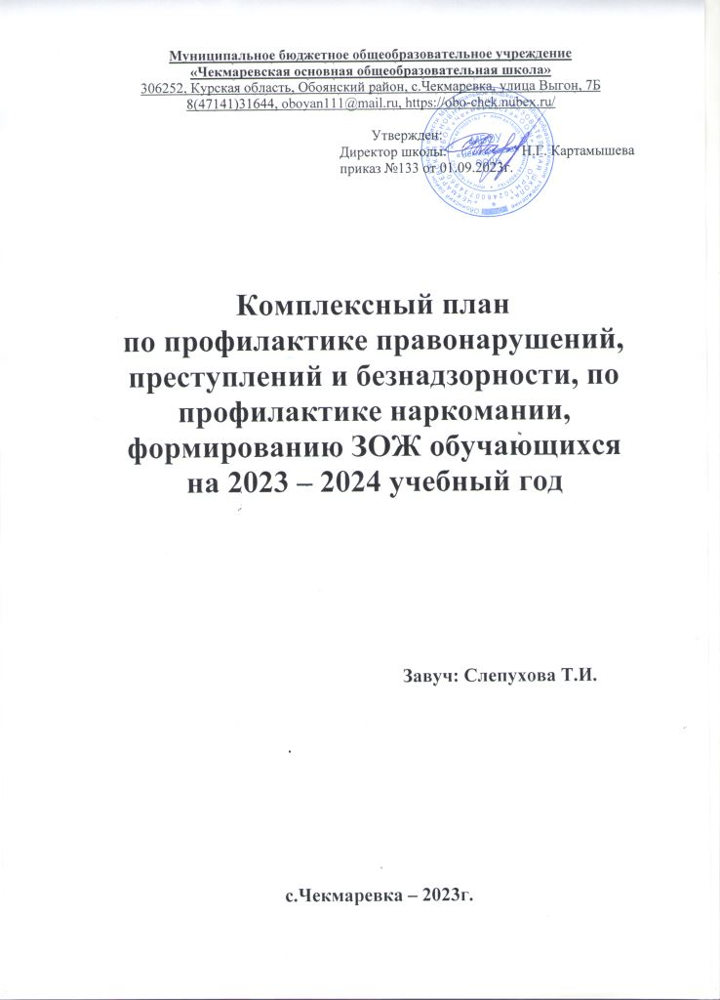 Муниципальное бюджетное общеобразовательное учреждение
«Чекмаревская основная общеобразовательная школа»
306252, Курская область, Обоянский район, с.Чекмаревка, улица Выгон, 7Б
8(47141)31644, oboyan111@mail.ru, https://obo-chek.nubex.ru/
Утвержден:
Директор школы: Н.Г. Картамышева
приказ №133 от 01.09.2023г.
Комплексный план
по профилактике правонарушений,
преступлений и безнадзорности, по
профилактике наркомании,
формированию ЗОЖ обучающихся
на 2023 – 2024 учебный год
Завуч: Слепухова Т.И.
с.Чекмаревка – 2023г.